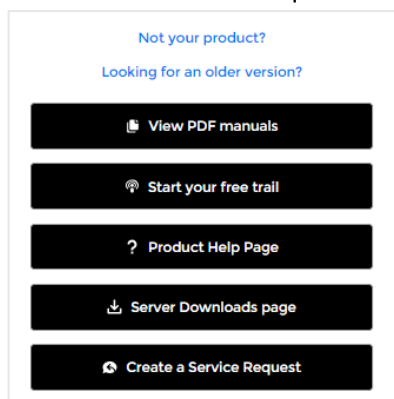 Not your product?
Looking for an older version?
View PDF manuals
Start your free trail
Product Help Page
Server Downloads page
Create a Service Request